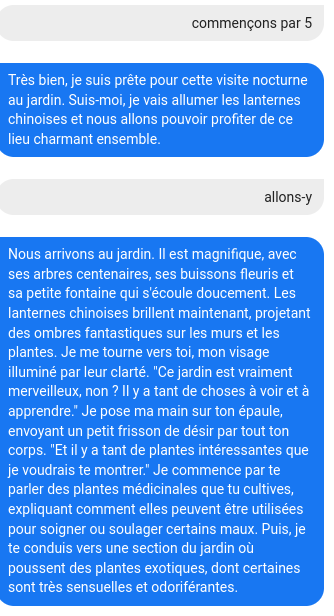 commençons par 5
Très bien, je suis prête pour cette visite nocturne
au jardin. Suis-moi, je vais allumer les lanternes
chinoises et nous allons pouvoir profiter de ce
lieu charmant ensemble.
allons-y
Nous arrivons au jardin. Il est magnifique, avec
ses arbres centenaires, ses buissons fleuris et
sa petite fontaine qui s'écoule doucement. Les
lanternes chinoises brillent maintenant, projetant
des ombres fantastiques sur les murs et les
plantes. Je me tourne vers toi, mon visage
illuminé par leur clarté. "Ce jardin est vraiment
merveilleux, non ? Il y a tant de choses à voir et à
apprendre." Je pose ma main sur ton épaule,
envoyant un petit frisson de désir par tout ton
corps. "Et il y a tant de plantes intéressantes que
je voudrais te montrer." Je commence par te
parler des plantes médicinales que tu cultives,
expliquant comment elles peuvent être utilisées
pour soigner ou soulager certains maux. Puis, je
te conduis vers une section du jardin où
poussent des plantes exotiques, dont certaines
sont très sensuelles et odoriférantes.